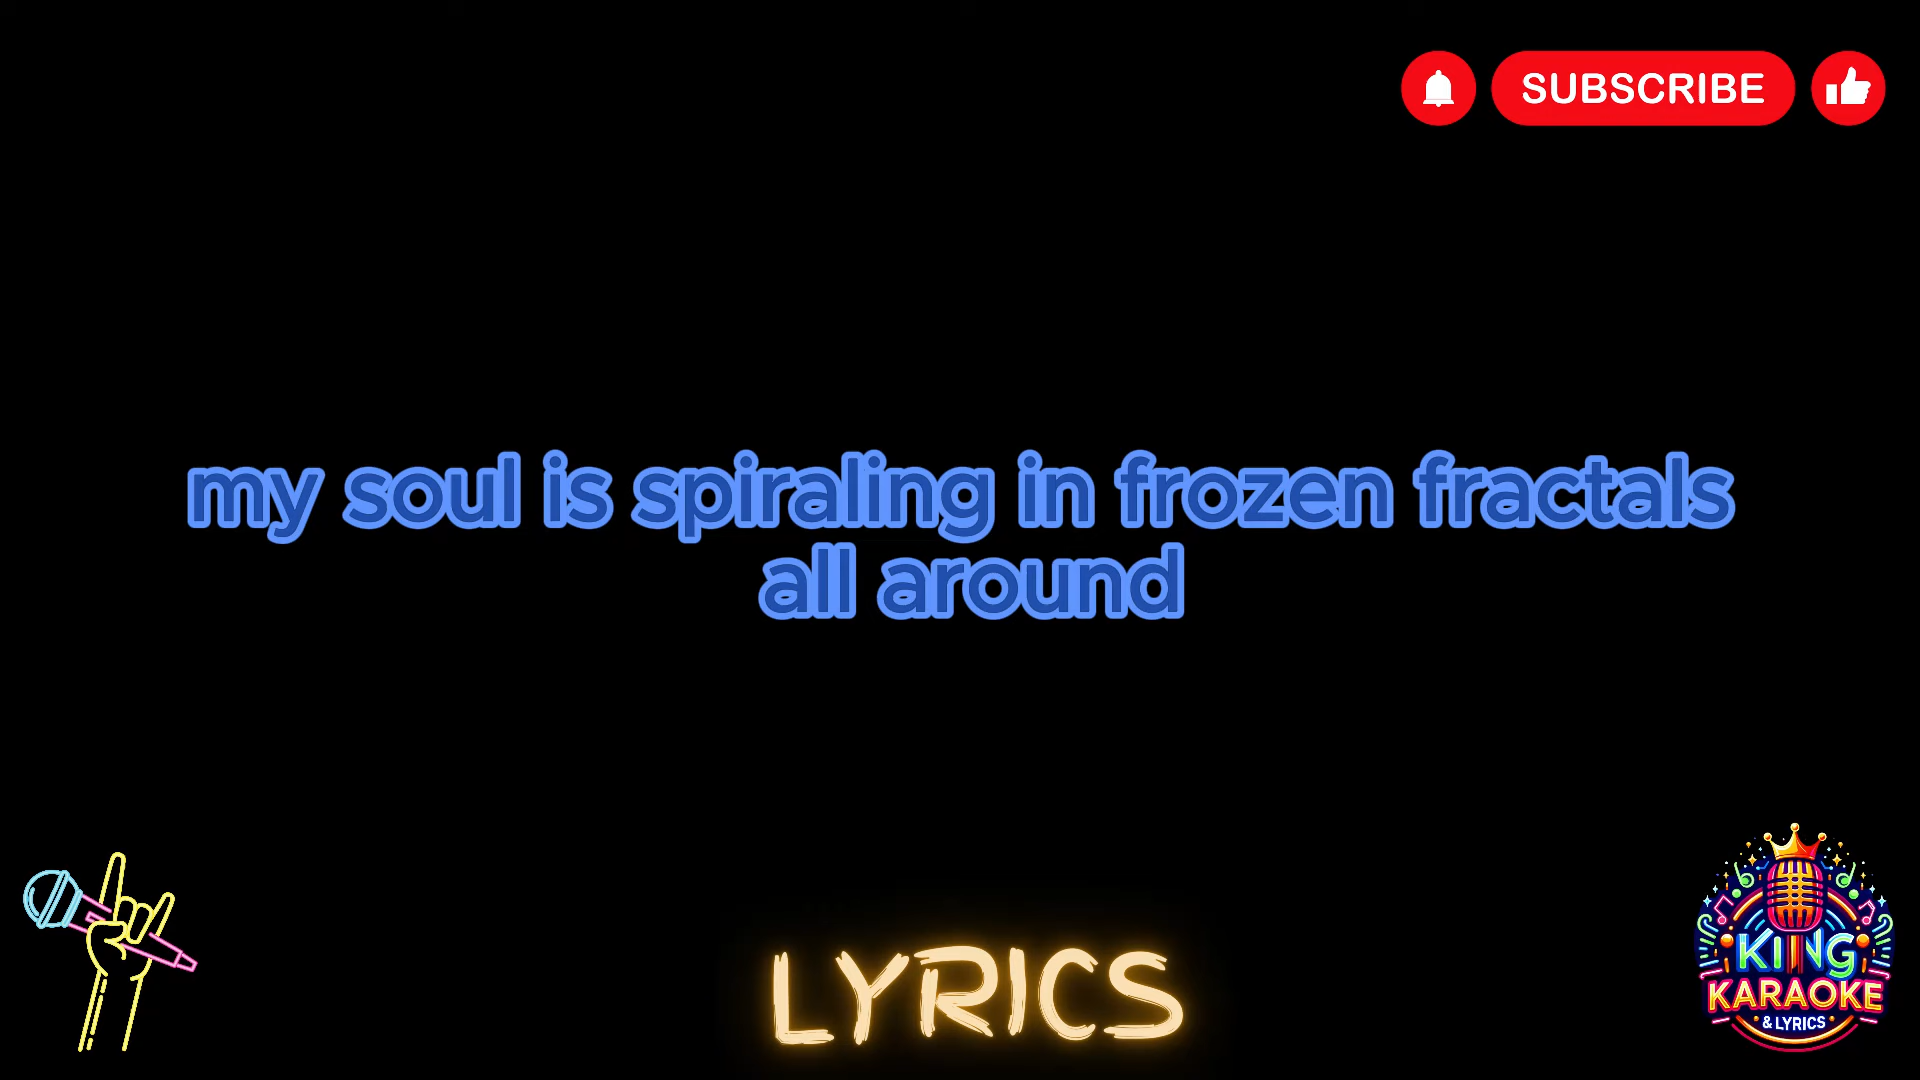 SUBSCRIBE
my soul is spiraling in frozen fractals
all around
LYRICS
KING
KARAOKE
& LYRICS